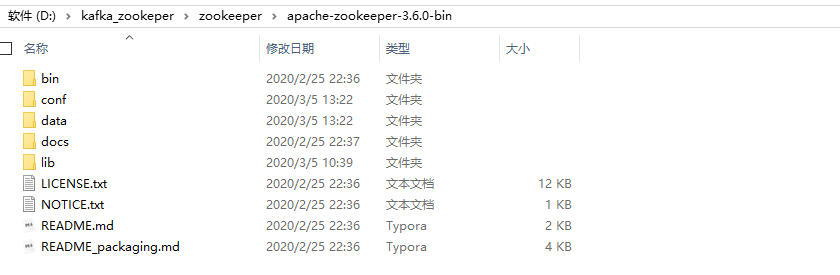 软件 (D:) > kafka_zookeper > zookeeper > apache-zookeeper-3.6.0-bin
名称 修改日期 类型 大小
bin 2020/2/25 22:36 文件夹
conf 2020/3/5 13:22 文件夹
data 2020/3/5 13:22 文件夹
docs 2020/2/25 22:37 文件夹
lib 2020/3/5 10:39 文件夹
LICENSE.txt 2020/2/25 22:36 文本文档 12 KB
NOTICE.txt 2020/2/25 22:36 文本文档 1 KB
README.md 2020/2/25 22:36 Typora 2 KB
README_packaging.md 2020/2/25 22:36 Typora 4 KB